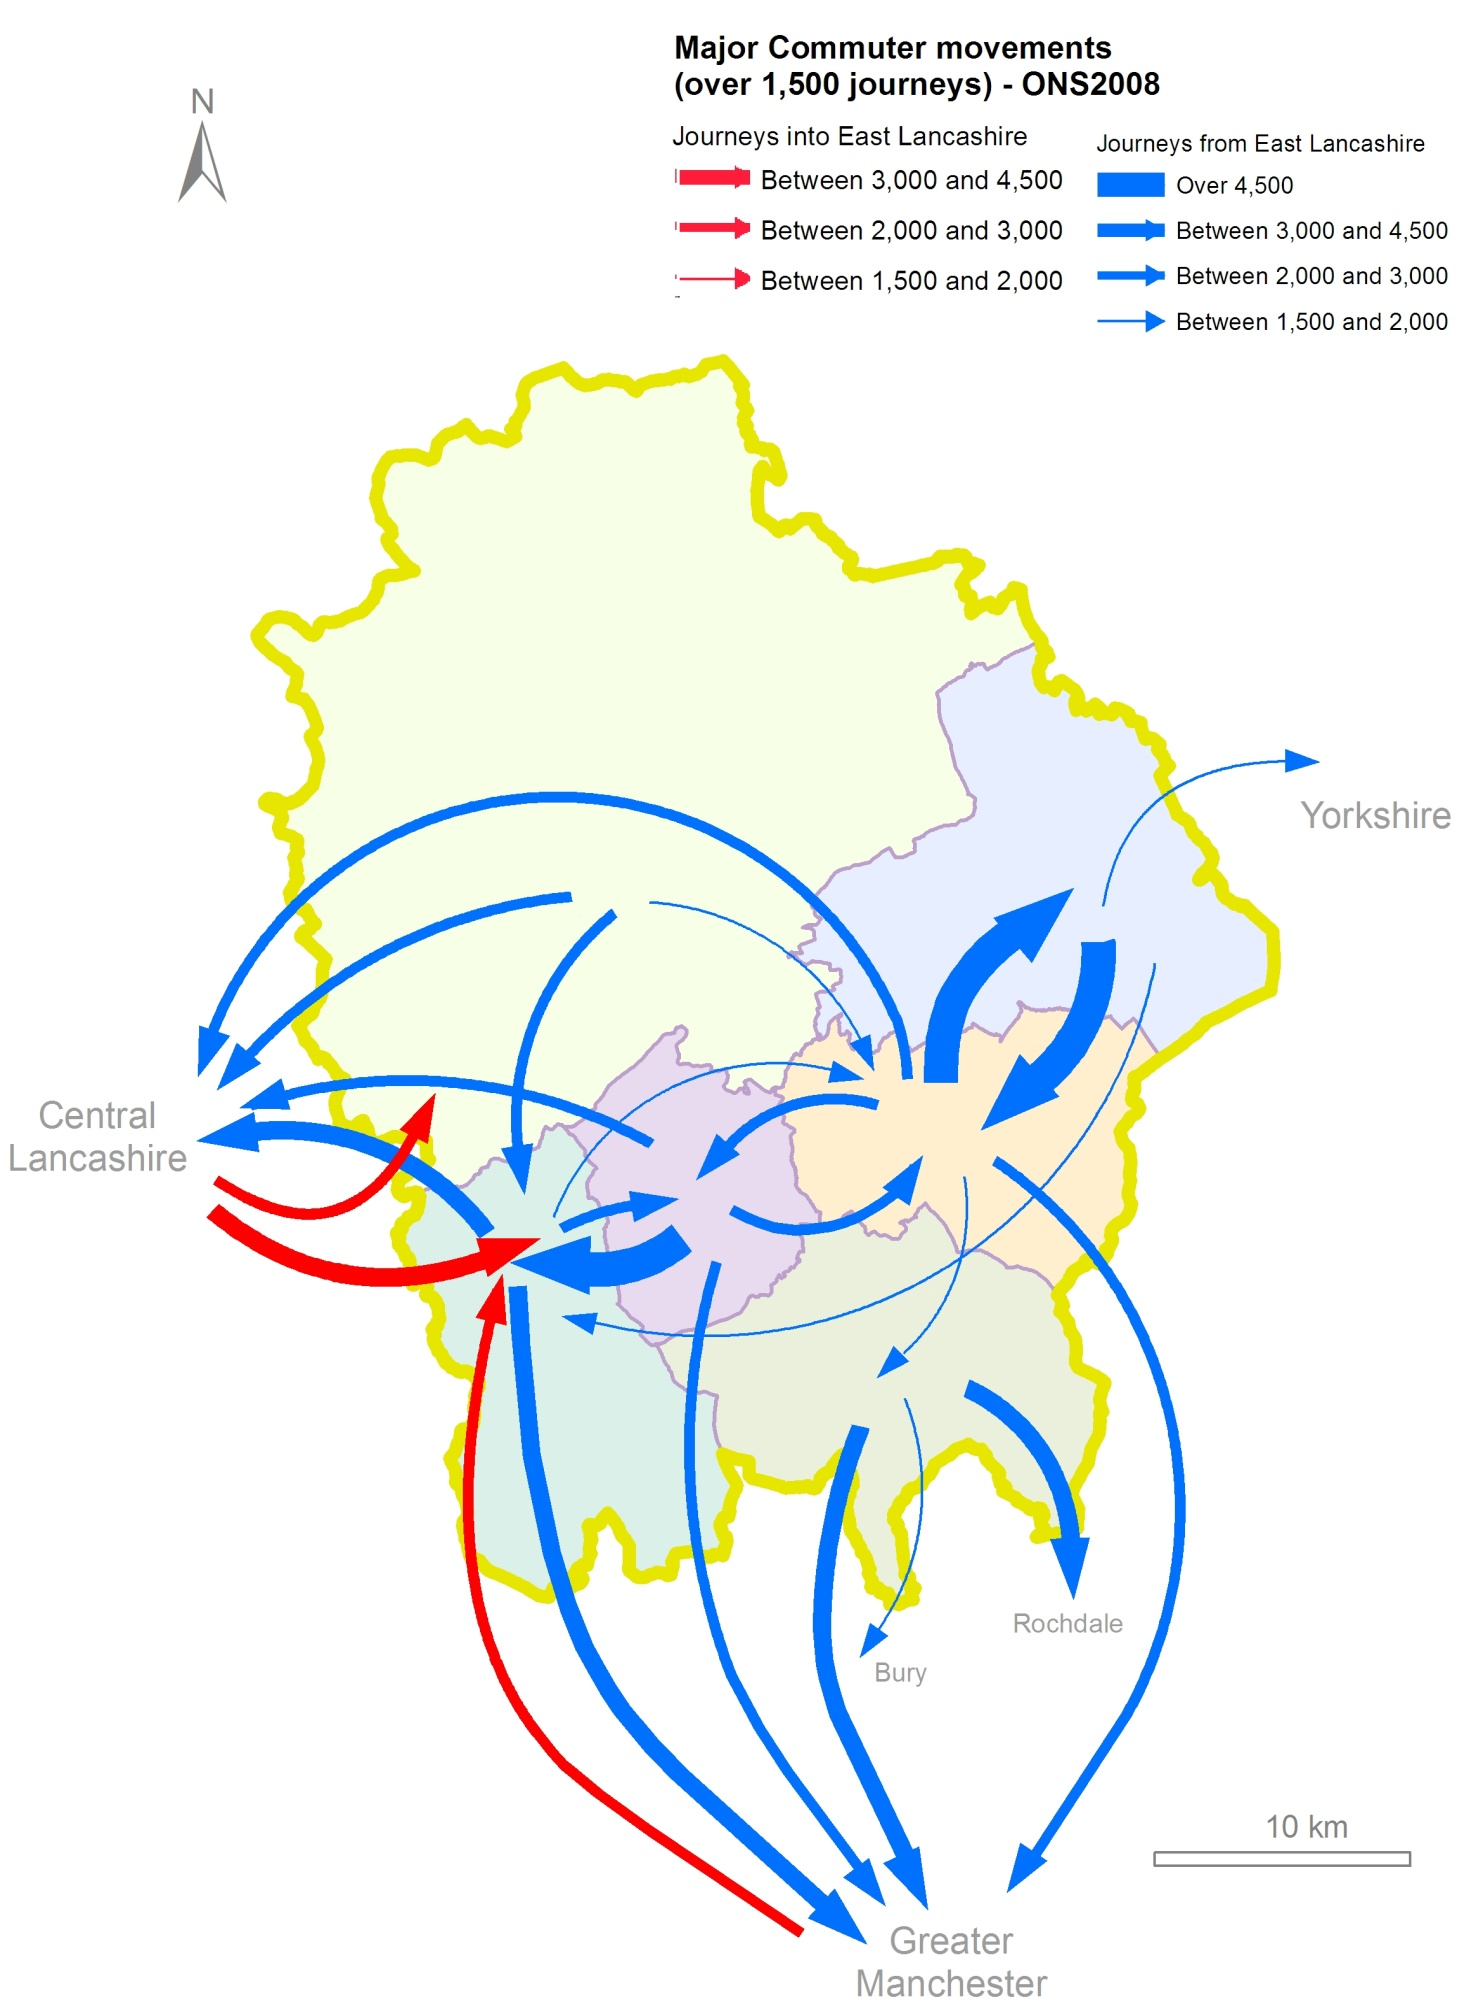 Major Commuter movements
(over 1,500 journeys) - ONS2008
N
Journeys into East Lancashire
Between 3,000 and 4,500
Between 2,000 and 3,000
Between 1,500 and 2,000
Journeys from East Lancashire
Over 4,500
Between 3,000 and 4,500
Between 2,000 and 3,000
Between 1,500 and 2,000
Yorkshire
Central
Lancashire
Rochdale
Bury
10 km
Greater
Manchester